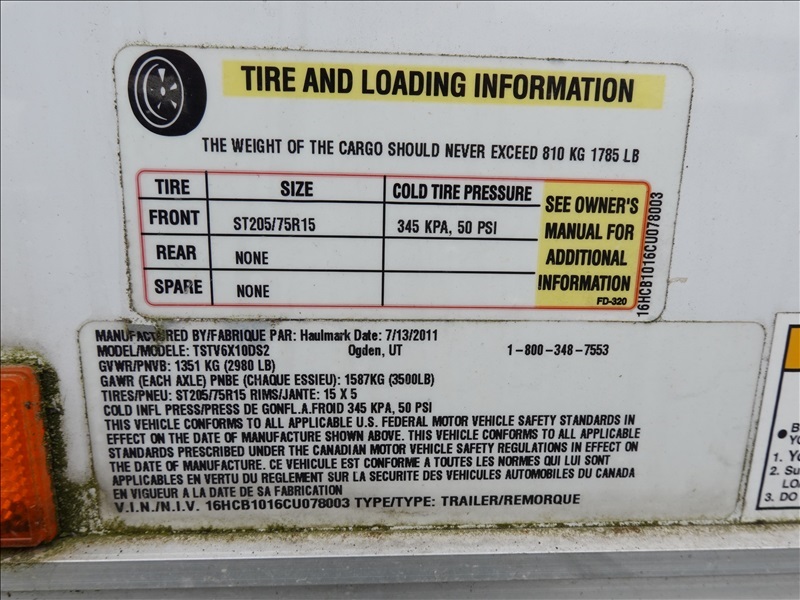 TIRE AND LOADING INFORMATION
THE WEIGHT OF THE CARGO SHOULD NEVER EXCEED 810 KG 1785 LB
TIRE SIZE COLD TIRE PRESSURE
FRONT ST205/75R15 345 KPA, 50 PSI
REAR NONE
SPARE NONE
SEE OWNER'S
MANUAL FOR
ADDITIONAL
INFORMATION
FD-320
16HCB1016CU078003
MANUFACTURED BY/FABRIQUE PAR: Haulmark Date: 7/13/2011
MODEL/MODELE: TSTV6X10DS2 Ogden, UT 1-800-348-7553
GVWR/PNVB: 1351 KG (2980 LB)
GAWR (EACH AXLE) PNBE (CHAQUE ESSIEU): 1587KG (3500LB)
TIRES/PNEU: ST205/75R15 RIMS/JANTE: 15 X 5
COLD INFL PRESS/PRESS DE GONFL.A.FROID 345 KPA, 50 PSI
THIS VEHICLE CONFORMS TO ALL APPLICABLE U.S. FEDERAL MOTOR VEHICLE SAFETY STANDARDS IN
EFFECT ON THE DATE OF MANUFACTURE SHOWN ABOVE. THIS VEHICLE CONFORMS TO ALL APPLICABLE
STANDARDS PRESCRIBED UNDER THE CANADIAN MOTOR VEHICLE SAFETY REGULATIONS IN EFFECT ON
THE DATE OF MANUFACTURE. CE VEHICULE EST CONFORME A TOUTES LES NORMES QUI LUI SONT
APPLICABLES EN VERTU DU REGLEMENT SUR LA SECURITE DES VEHICULES AUTOMOBILES DU CANADA
EN VIGUEUR A LA DATE DE SA FABRICATION
V.I.N./N.I.V. 16HCB1016CU078003 TYPE/TYPE: TRAILER/REMORQUE
1.
2.
3. DO